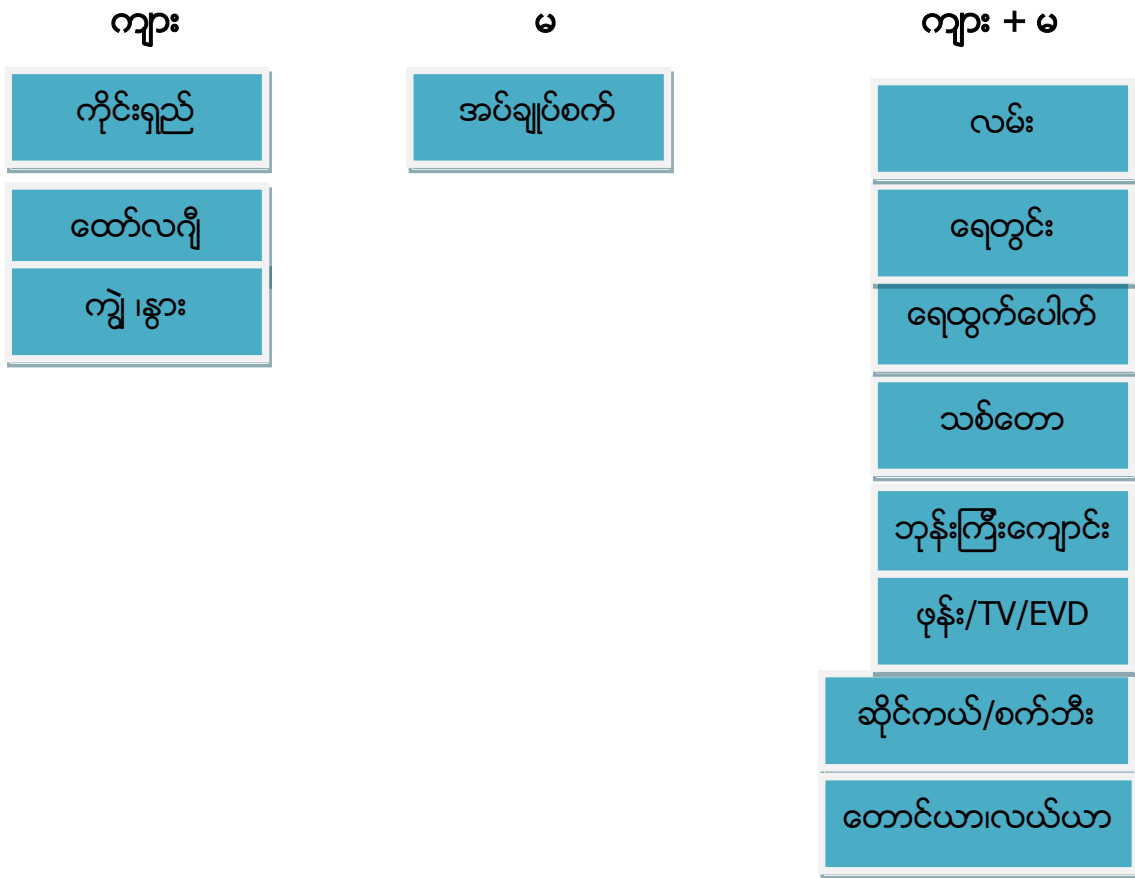 ကျား
ကိုင်းရှည်
ထော်လဂျီ
ကျွဲ ၊နွား
မ
အပ်ချုပ်စက်
ကျား + မ
လမ်း
ရေတွင်း
ရေထွက်ပေါက်
သစ်တော
ဘုန်းကြီးကျောင်း
ဖုန်း/TV/EVD
ဆိုင်ကယ်/စက်ဘီး
တောင်ယာ၊လယ်ယာ